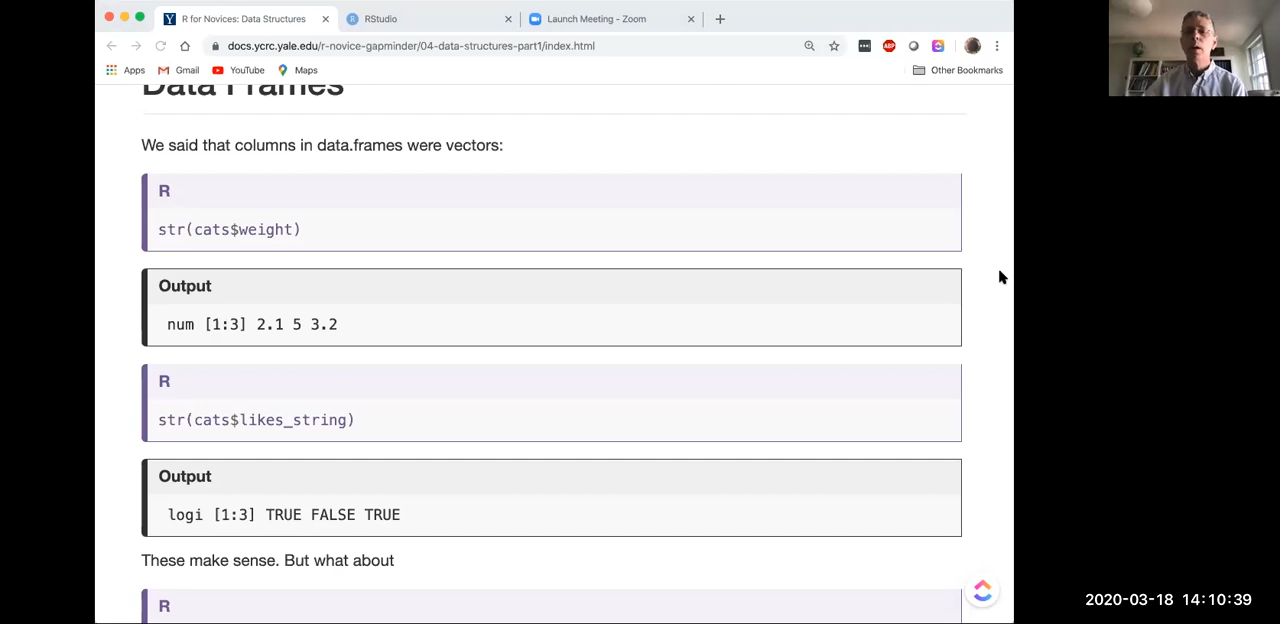 R for Novices: Data Structures
RStudio
Launch Meeting - Zoom
docs.ycrc.yale.edu/r-novice-gapminder/04-data-structures-part1/index.html
ABP
Apps
Gmail
YouTube
Maps
Other Bookmarks
Data Frames
We said that columns in data.frames were vectors:
R
str(cats$weight)
Output
num [1:3] 2.1 5 3.2
R
str(cats$likes_string)
Output
logi [1:3] TRUE FALSE TRUE
These make sense. But what about
R
2020-03-18 14:10:39